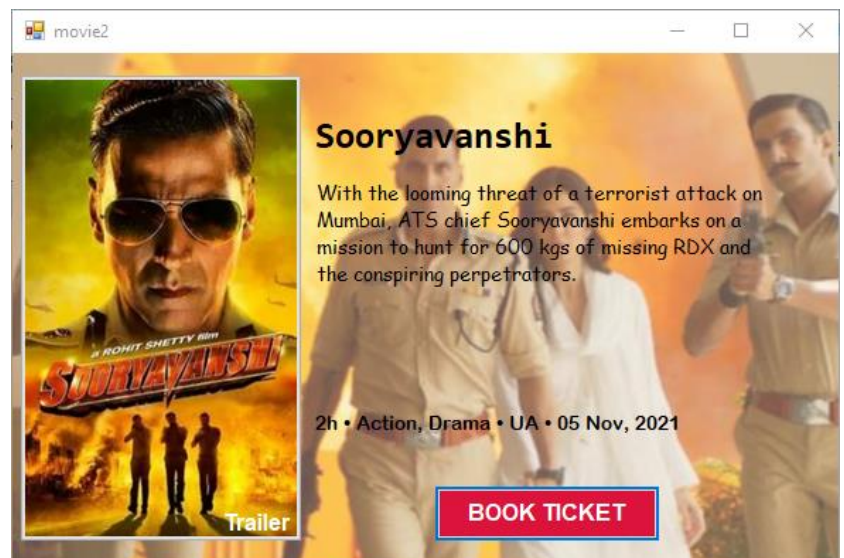 movie2
a ROHIT SHETTY film
SOORYAVANSHI
Trailer
Sooryavanshi
With the looming threat of a terrorist attack on
Mumbai, ATS chief Sooryavanshi embarks on a
mission to hunt for 600 kgs of missing RDX and
the conspiring perpetrators.
2h • Action, Drama • UA • 05 Nov, 2021
BOOK TICKET